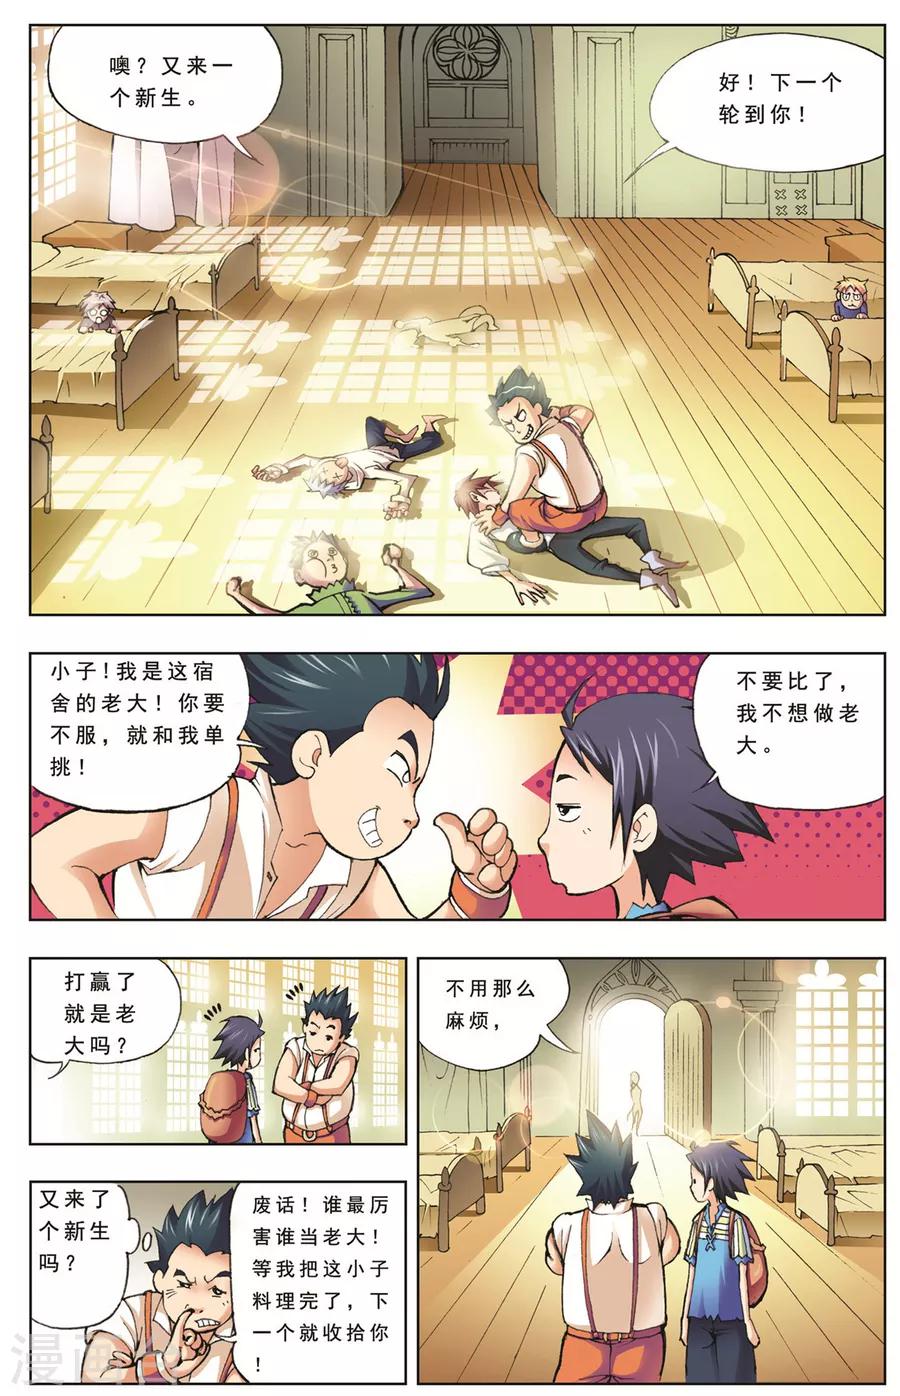 噢？又来一
个新生。
好！下一个
轮到你！
小子！我是这宿
舍的老大！你要
不服，就和我单
挑！
不要比了，
我不想做老
大。
打赢了
就是老
大吗？
不用那么
麻烦，
又来了
个新生
吗？
废话！谁最厉
害谁当老大！
等我把这小子
料理完了，下
一个就收拾你
！
漫画台